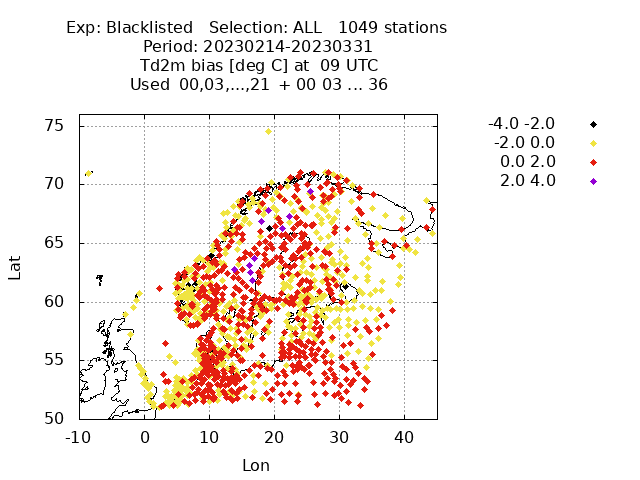 Exp: Blacklisted   Selection: ALL   1049 stations
Period: 20230214-20230331
Td2m bias [deg C] at  09 UTC
Used  00,03,...,21  + 00 03 ... 36
-4.0 -2.0
-2.0 0.0
0.0 2.0
2.0 4.0
75
70
65
60
55
50
Lat
-10 0 10 20 30 40
Lon